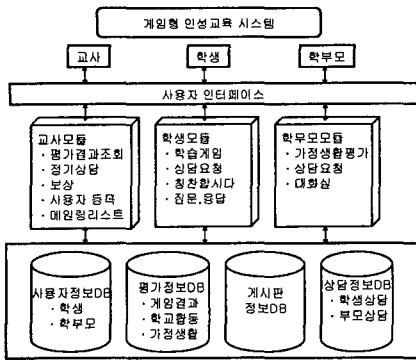 게임형 인성교육 시스템
교사
학생
학부모
사용자 인터페이스
교사모듈
· 평가결과조회
· 정기상담
· 보상
· 사용자 등록
· 메일링리스트
학생모듈
· 학습게임
· 상담요청
· 칭찬합시다
· 질문,응답
학부모모듈
· 가정생활평가
· 상담요청
· 대화실
사용자정보DB
· 학생
· 학부모
평가정보DB
· 게임결과
· 학교활동
· 가정생활
게시판
정보DB
상담정보DB
· 학생상담
· 부모상담